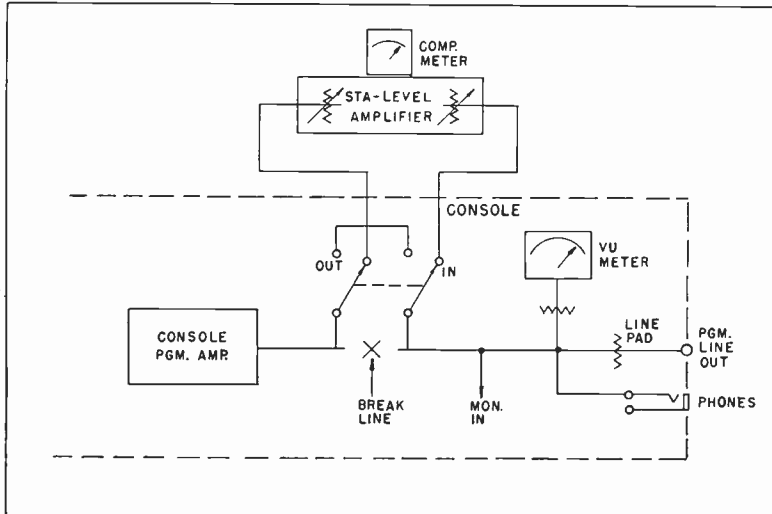 COMP.
METER
STA-LEVEL
AMPLIFIER
CONSOLE
OUT
IN
VU
METER
CONSOLE
PGM. AMP.
LINE
PAD
PGM.
LINE
OUT
BREAK
LINE
MON.
IN
PHONES